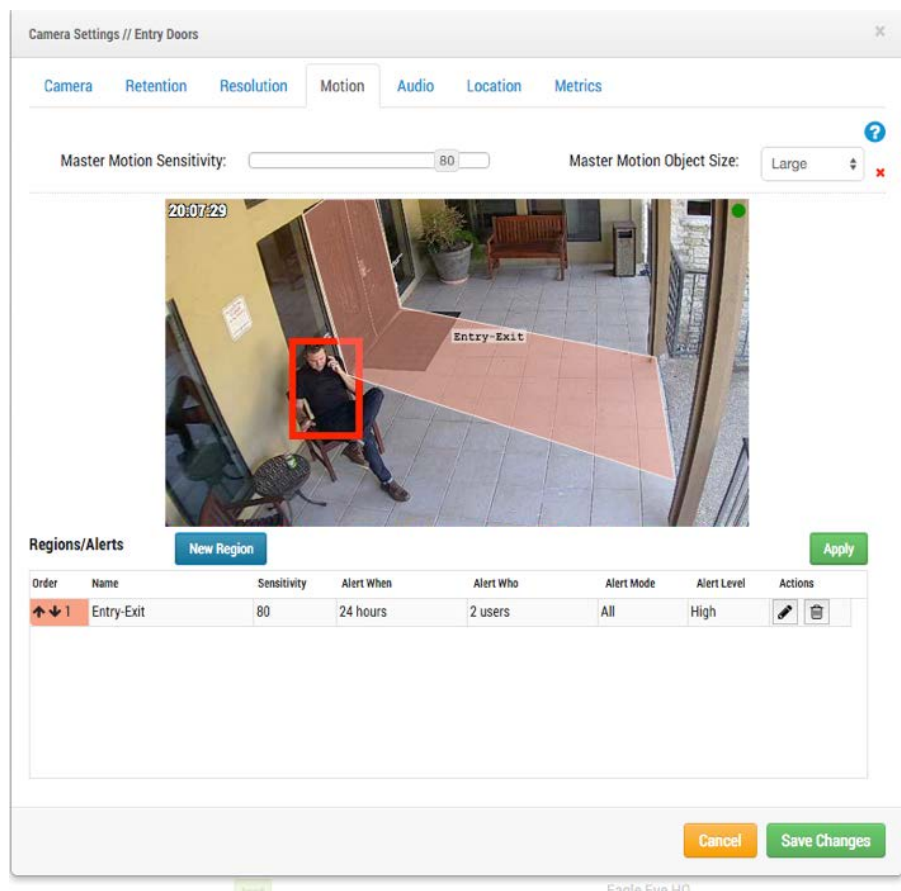 Camera Settings // Entry Doors ×
Camera Retention Resolution Motion Audio Location Metrics
?
Master Motion Sensitivity: 80 Master Motion Object Size: Large
20:07:29
Entry-Exit
Regions/Alerts New Region Apply
Order Name Sensitivity Alert When Alert Who Alert Mode Alert Level Actions
1 Entry-Exit 80 24 hours 2 users All High
Cancel Save Changes
Eagle Eye HQ